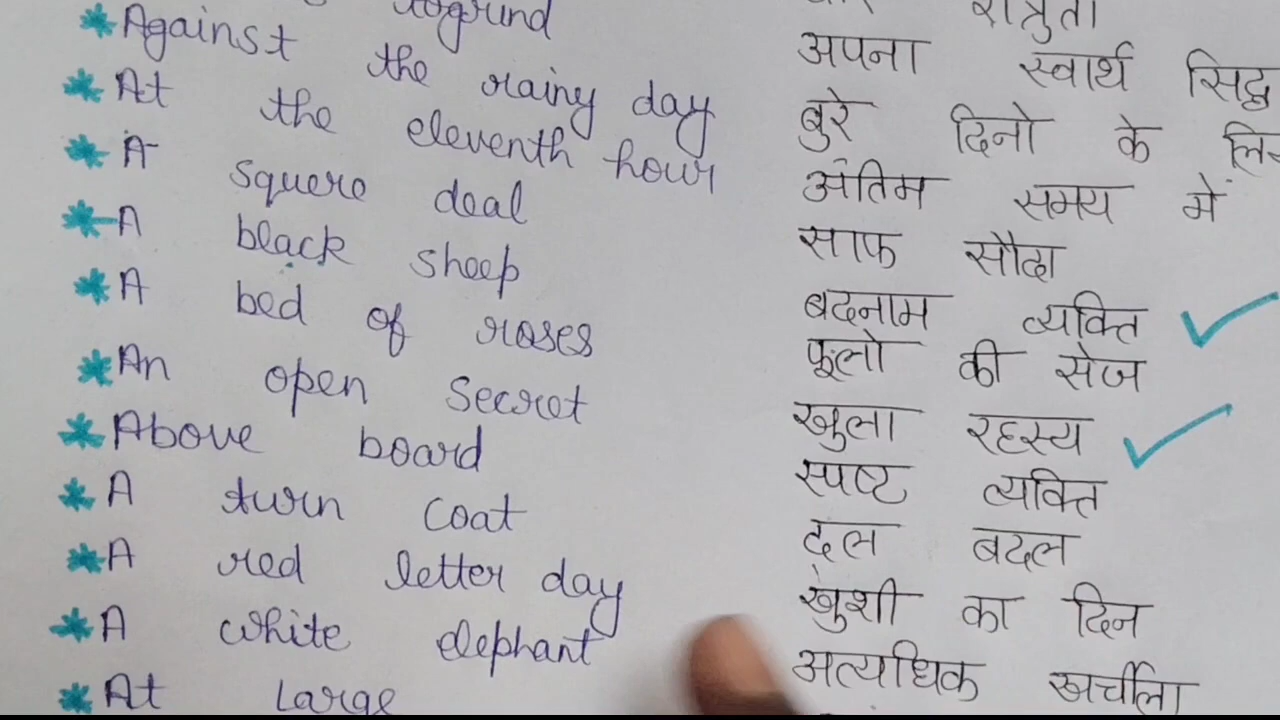 togrind अपना स्वार्थ सिद्ध
Against the rainy day बुरे दिनो के
At the eleventh hour अंतिम समय में
A squere deal साफ सौदा
A black sheep बदनाम व्यक्ति
A bed of roses फूलो की सेज
An open secret खुला रहस्य
Above board स्पष्ट व्यक्ति
A turn coat दल बदल
A red letter day खुशी का दिन
A white elephant अत्यधिक खर्चीला
At large